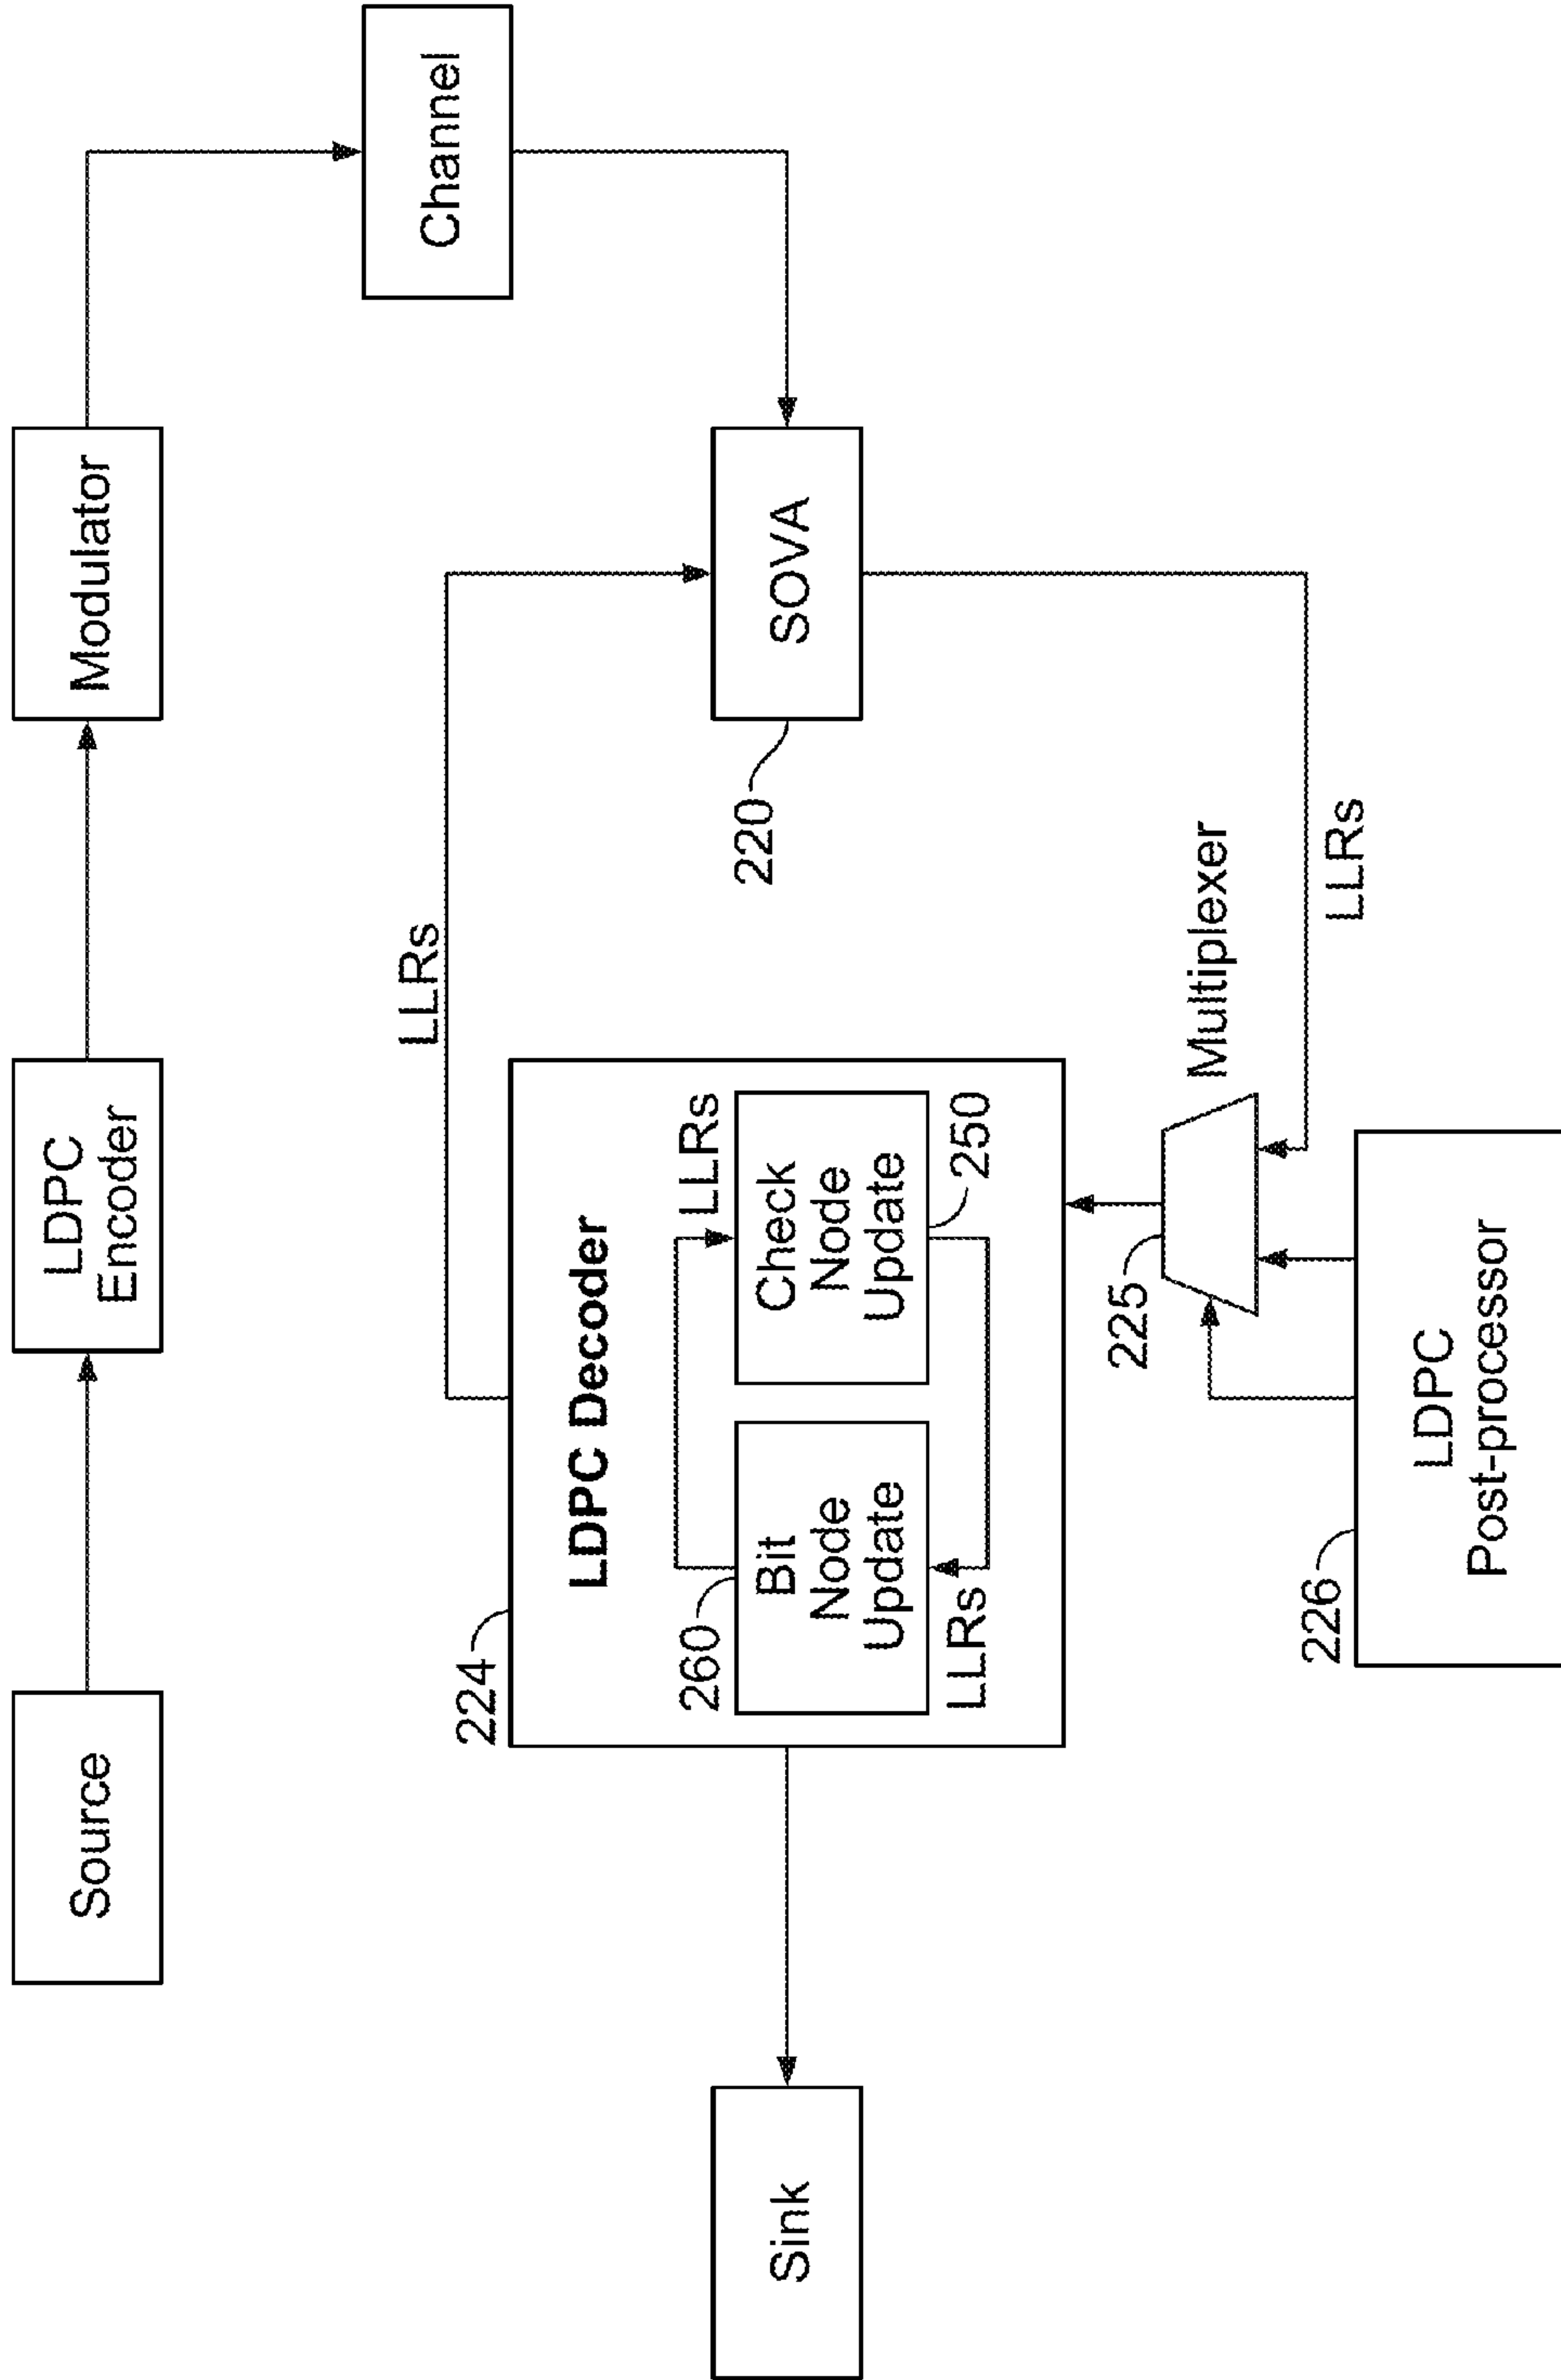 Source
LDPC
Encoder
Modulator
Channel
LLRs
224
LDPC Decoder
260
LLRs
Bit
Node
Update
Check
Node
Update
LLRs
250
SOVA
220
Sink
225
Multiplexer
LLRs
226
LDPC
Post-processor